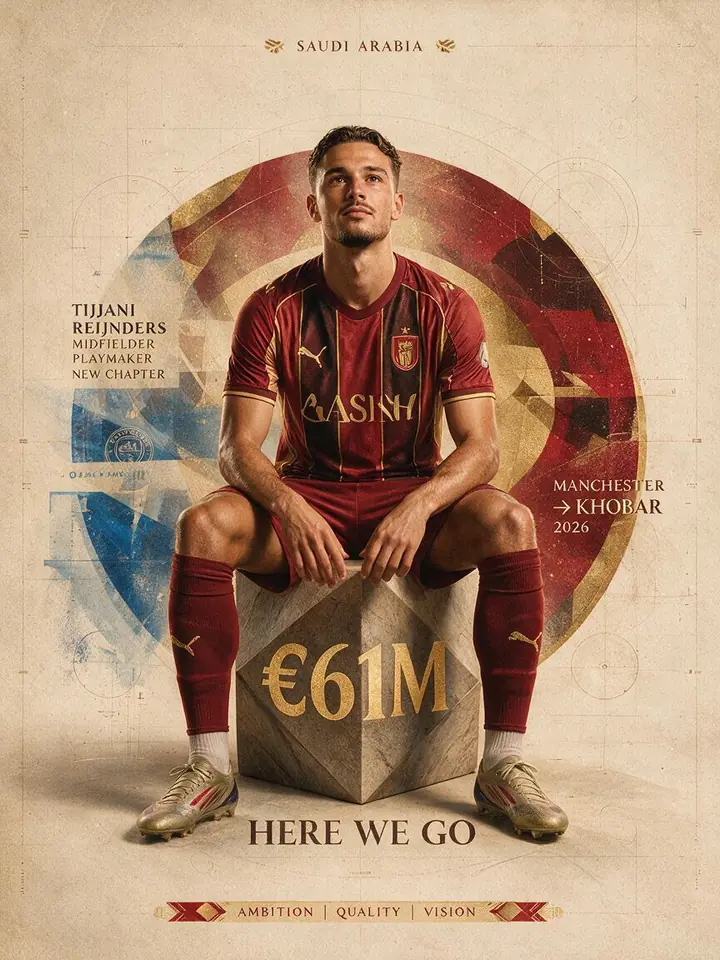 SAUDI ARABIA
TIJJANI
REIJNDERS
MIDFIELDER
PLAYMAKER
NEW CHAPTER
MANCHESTER
→ KHOBAR
2026
€61M
HERE WE GO
AMBITION | QUALITY | VISION